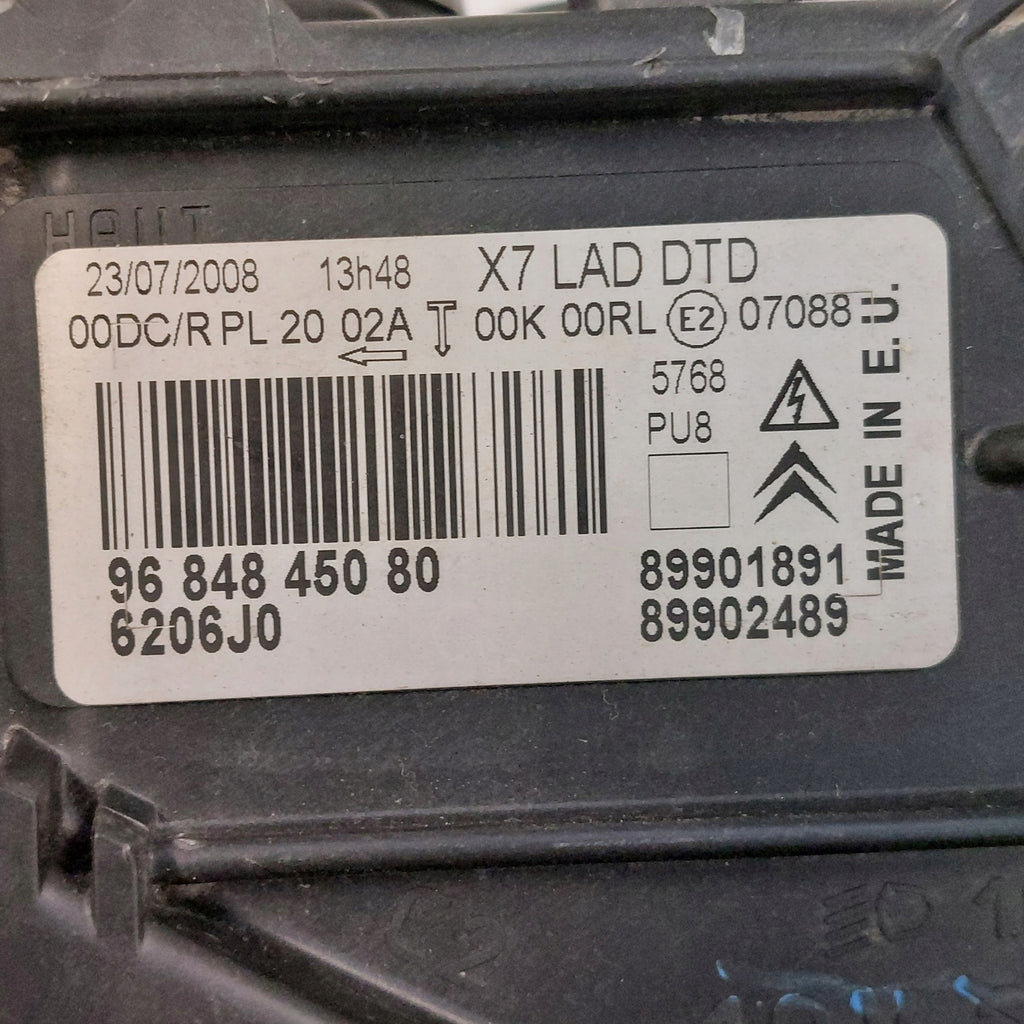 HAUT
23/07/2008 13h48 X7 LAD DTD
00DC/R PL 20 02A T 00K 00RL E2 07088
5768
PU8
MADE IN E.U.
96 848 450 80 89901891
6206J0 89902489